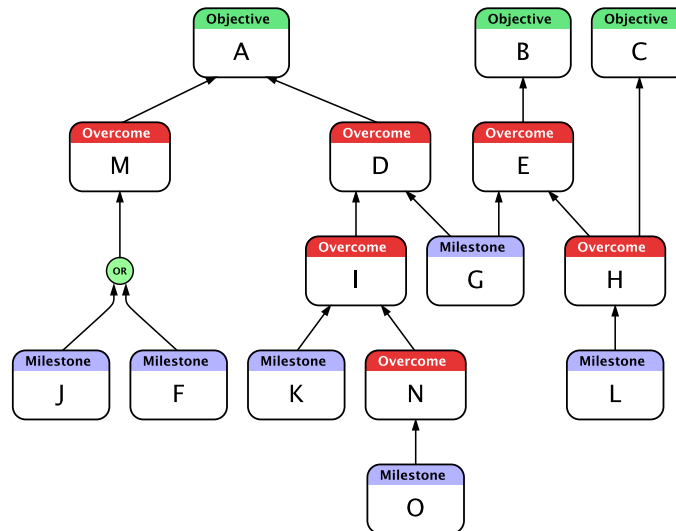 Objective
A
Objective
B
Objective
C
Overcome
M
Overcome
D
Overcome
E
Overcome
I
Milestone
G
Overcome
H
OR
Milestone
J
Milestone
F
Milestone
K
Overcome
N
Milestone
L
Milestone
O